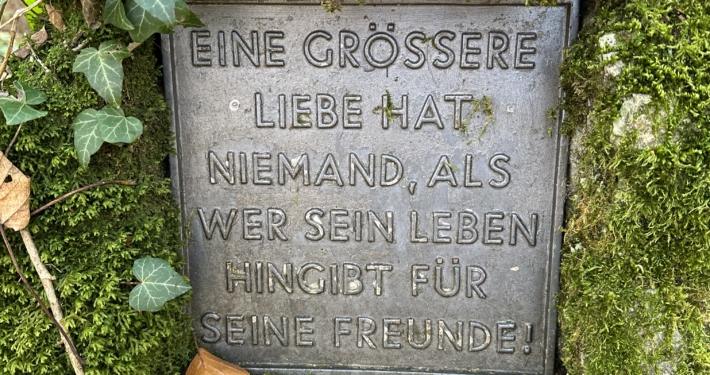 EINE GRÖSSERE
LIEBE HAT
NIEMAND, ALS
WER SEIN LEBEN
HINGIBT FÜR
SEINE FREUNDE!